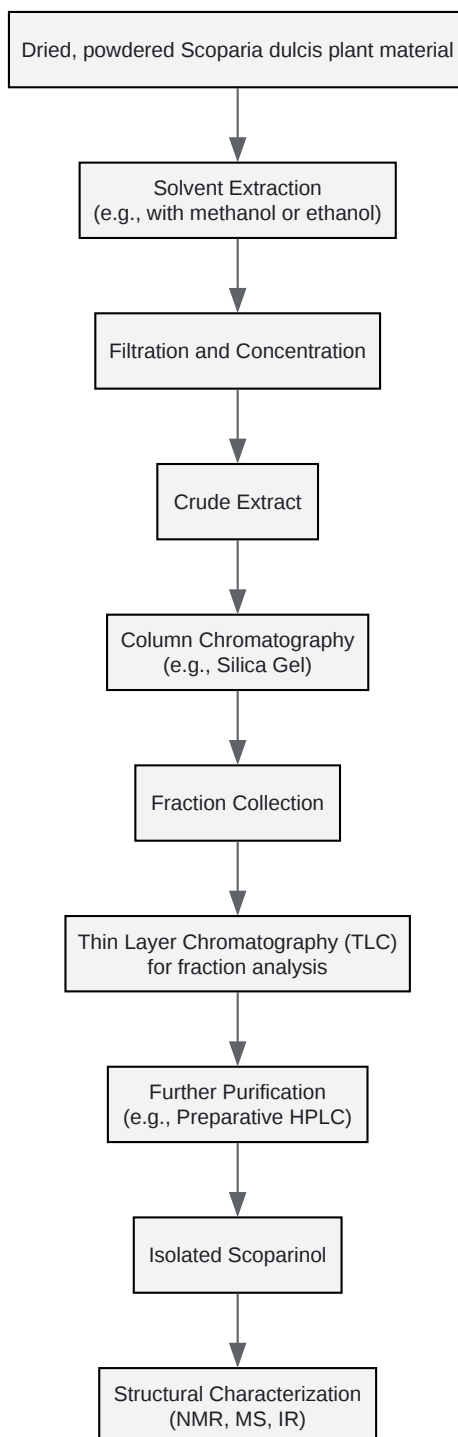 Dried, powdered Scoparia dulcis plant material
Solvent Extraction
(e.g., with methanol or ethanol)
Filtration and Concentration
Crude Extract
Column Chromatography
(e.g., Silica Gel)
Fraction Collection
Thin Layer Chromatography (TLC)
for fraction analysis
Further Purification
(e.g., Preparative HPLC)
Isolated Scoparinol
Structural Characterization
(NMR, MS, IR)